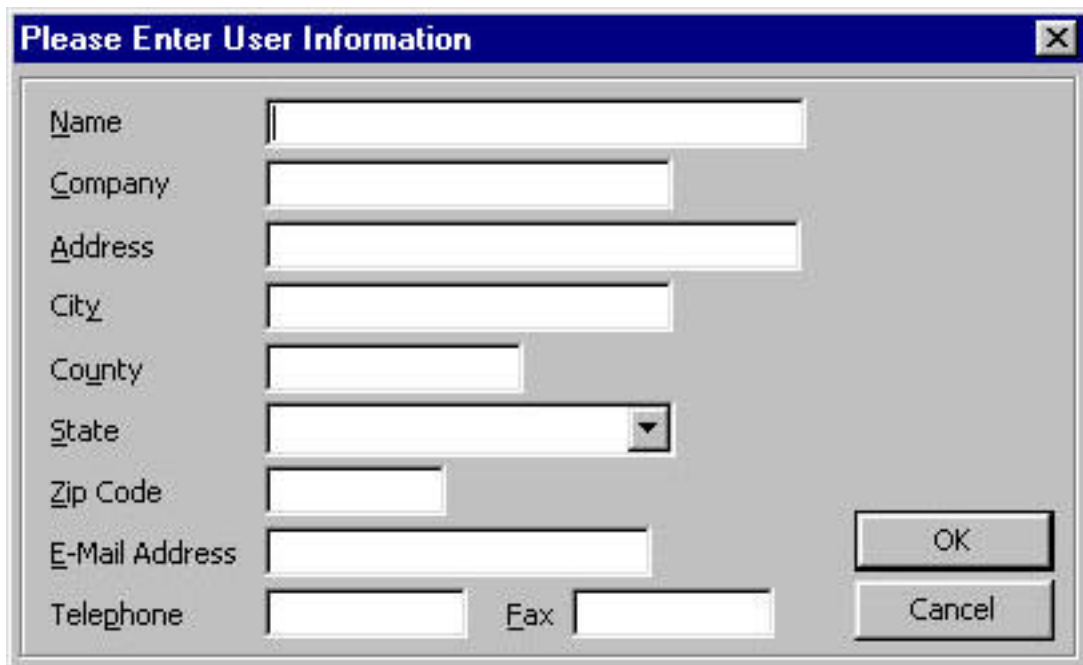 Please Enter User Information
Name
Company
Address
City
County
State
Zip Code
E-Mail Address
OK
Telephone Fax
Cancel